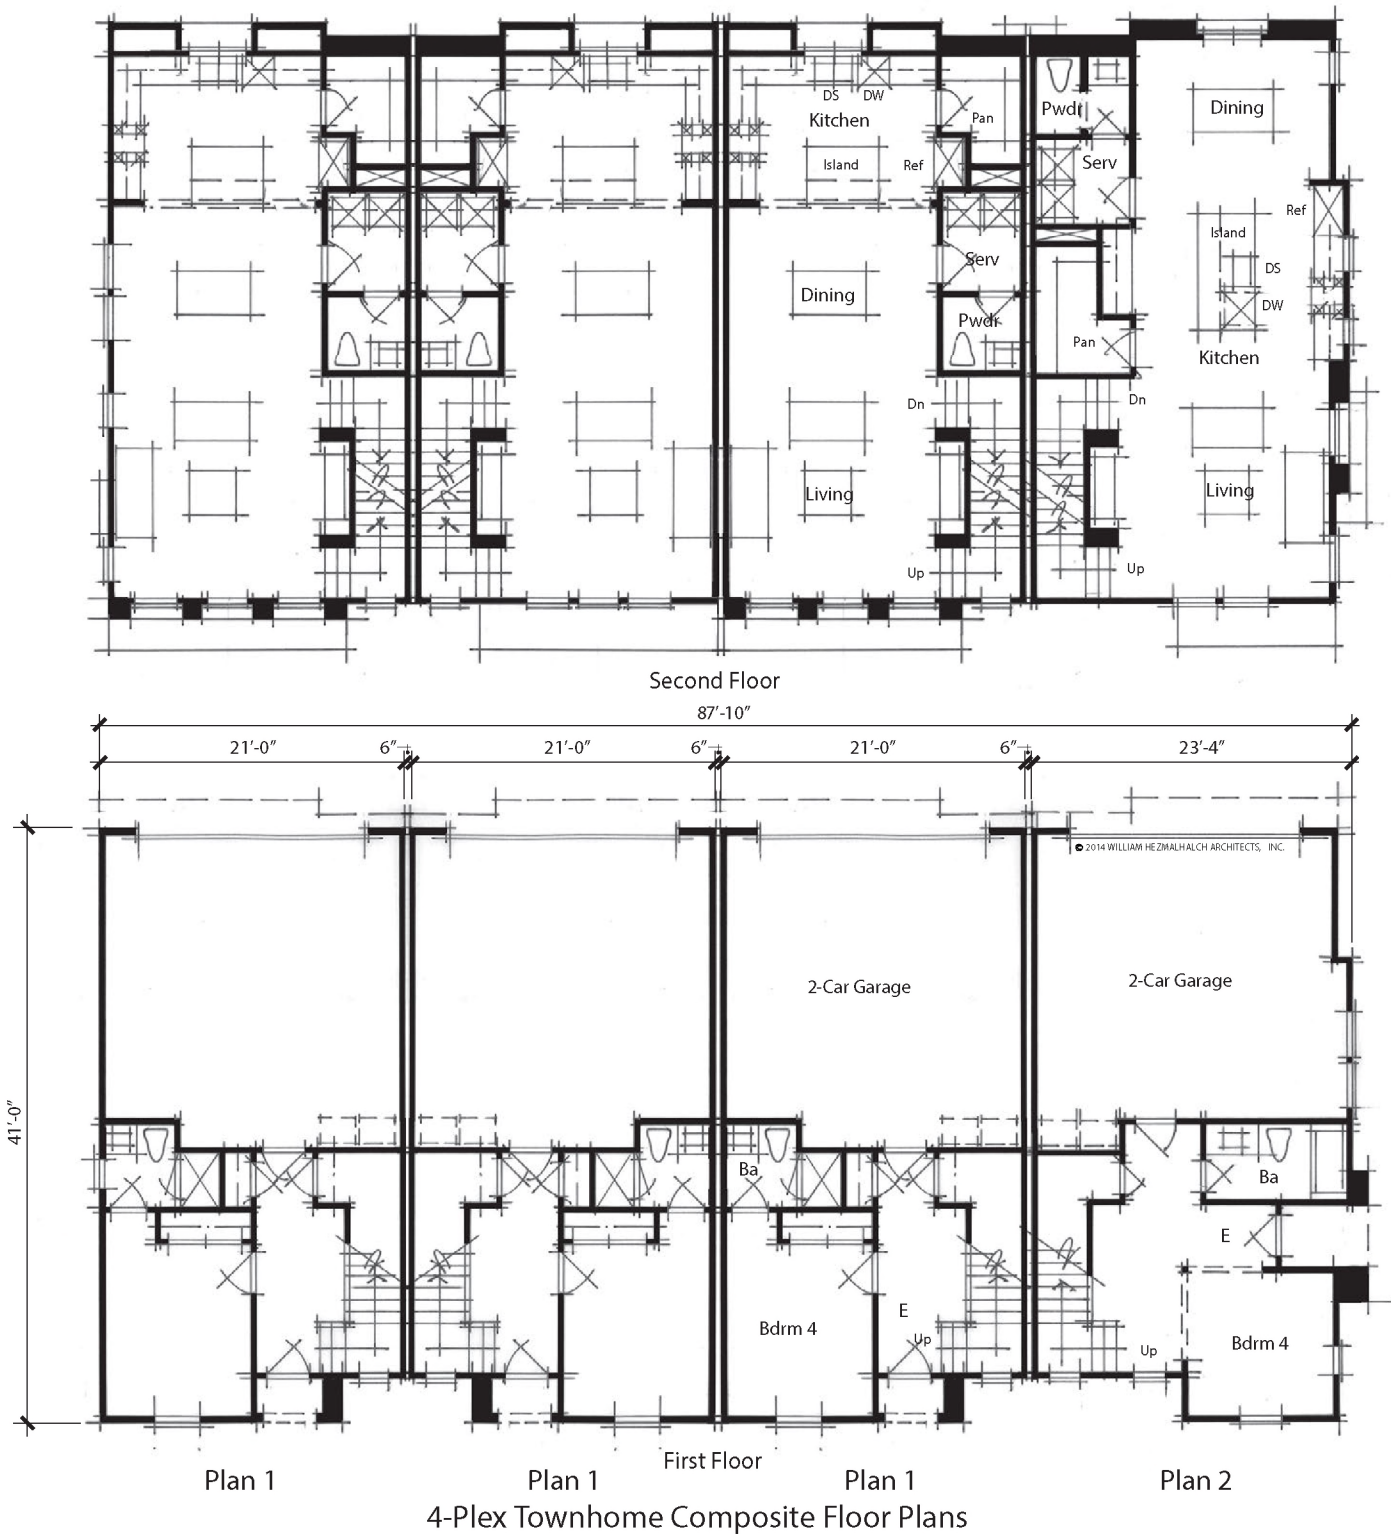 DS DW
Kitchen
Pan
Island
Ref
Serv
Dining
Pwdr
Dn
Living
Up
Pwdr
Dining
Serv
Ref
Island
DS
DW
Pan
Kitchen
Dn
Living
Up
Second Floor
87'-10"
21'-0" 6" 21'-0" 6" 21'-0" 6" 23'-4"
© 2014 WILLIAM HEZMALHALCH ARCHITECTS, INC.
41'-0"
2-Car Garage
2-Car Garage
Ba
Ba
E
E
Bdrm 4
Up
Up
Bdrm 4
First Floor
Plan 1 Plan 1 Plan 1 Plan 2
4-Plex Townhome Composite Floor Plans